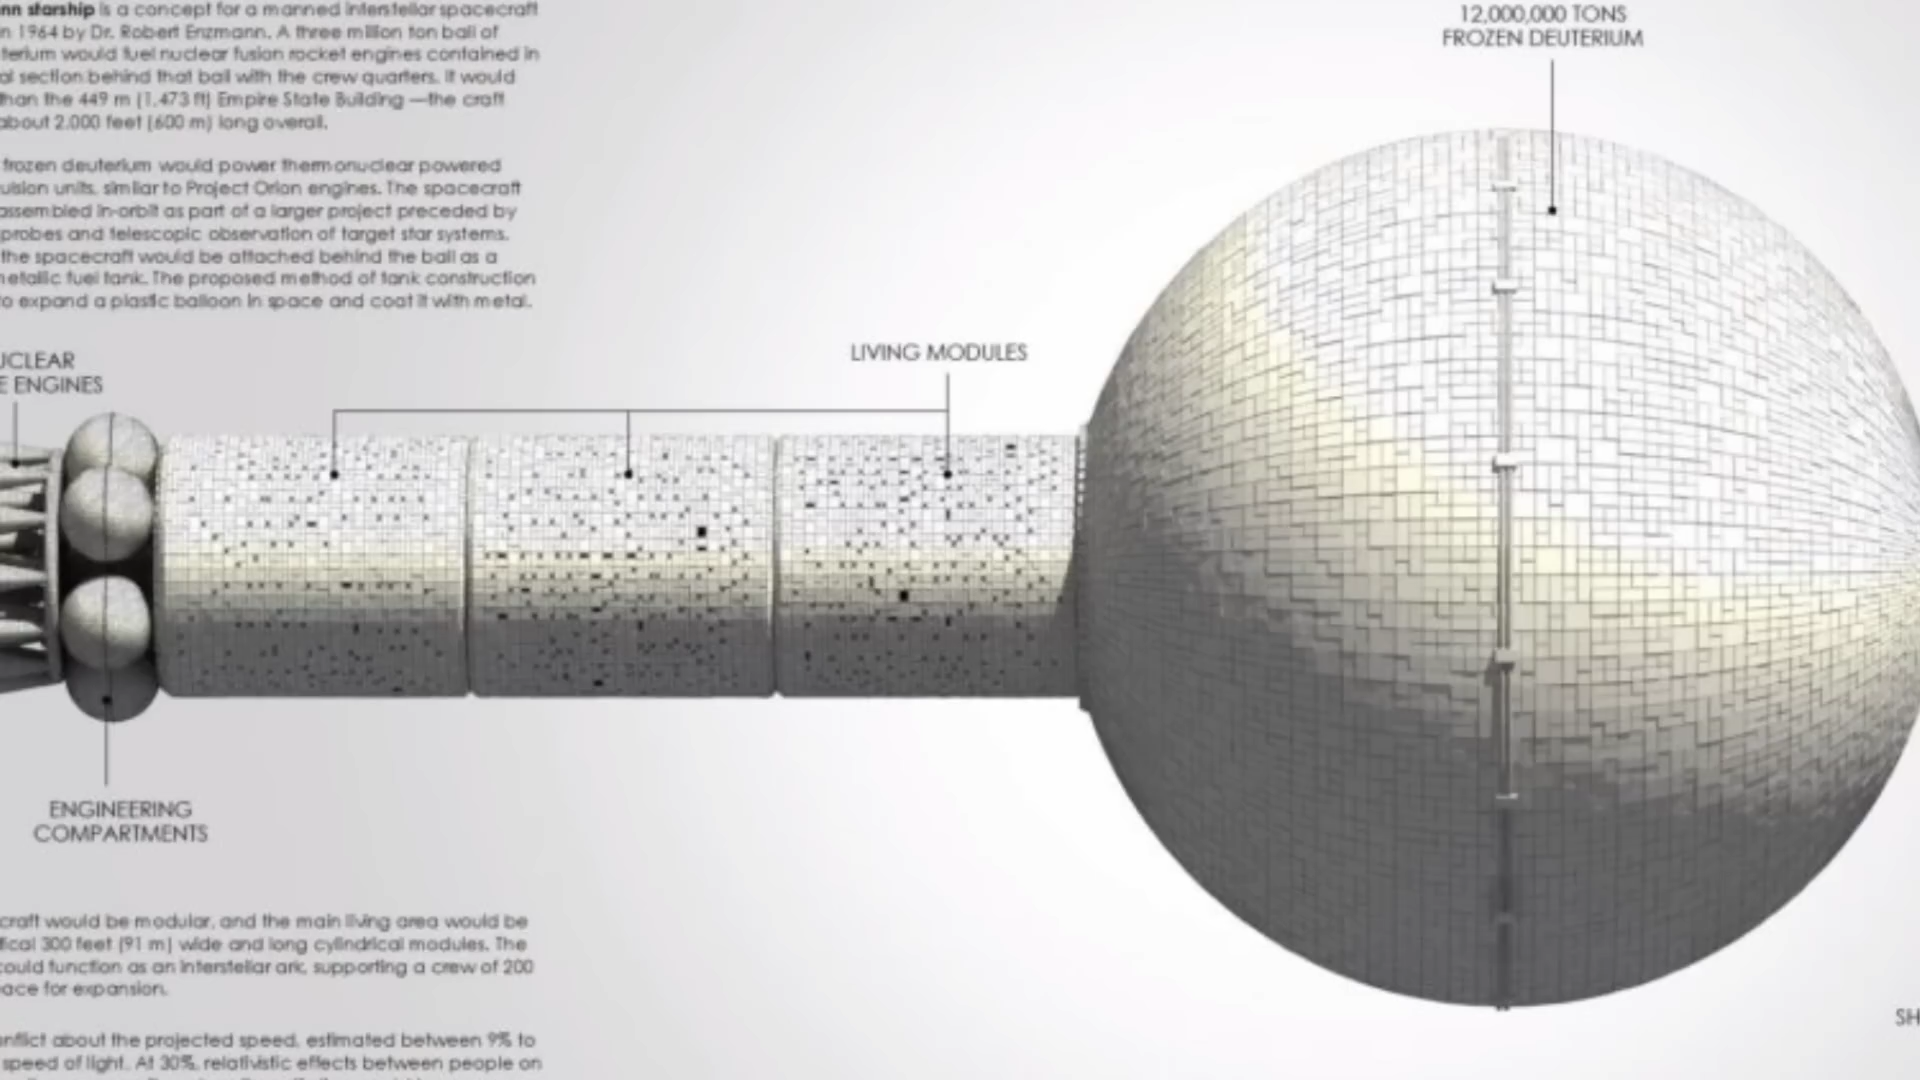 nn starship is a concept for a manned interstellar spacecraft
in 1964 by Dr. Robert Enzmann. A three million ton ball of
terium would fuel nuclear fusion rocket engines contained in
al section behind that ball with the crew quarters. It would
than the 449 m (1,473 ft) Empire State Building —the craft
about 2,000 feet (600 m) long overall.
frozen deuterium would power thermonuclear powered
ulsion units, similar to Project Orion engines. The spacecraft
assembled in-orbit as part of a larger project preceded by
probes and telescopic observation of target star systems.
the spacecraft would be attached behind the ball as a
metallic fuel tank. The proposed method of tank construction
to expand a plastic balloon in space and coat it with metal.
12,000,000 TONS
FROZEN DEUTERIUM
LIVING MODULES
UCLEAR
E ENGINES
ENGINEERING
COMPARTMENTS
craft would be modular, and the main living area would be
tical 300 feet (91 m) wide and long cylindrical modules. The
could function as an interstellar ark, supporting a crew of 200
ace for expansion.
SH
nflict about the projected speed, estimated between 9% to
speed of light. At 30%, relativistic effects between people on